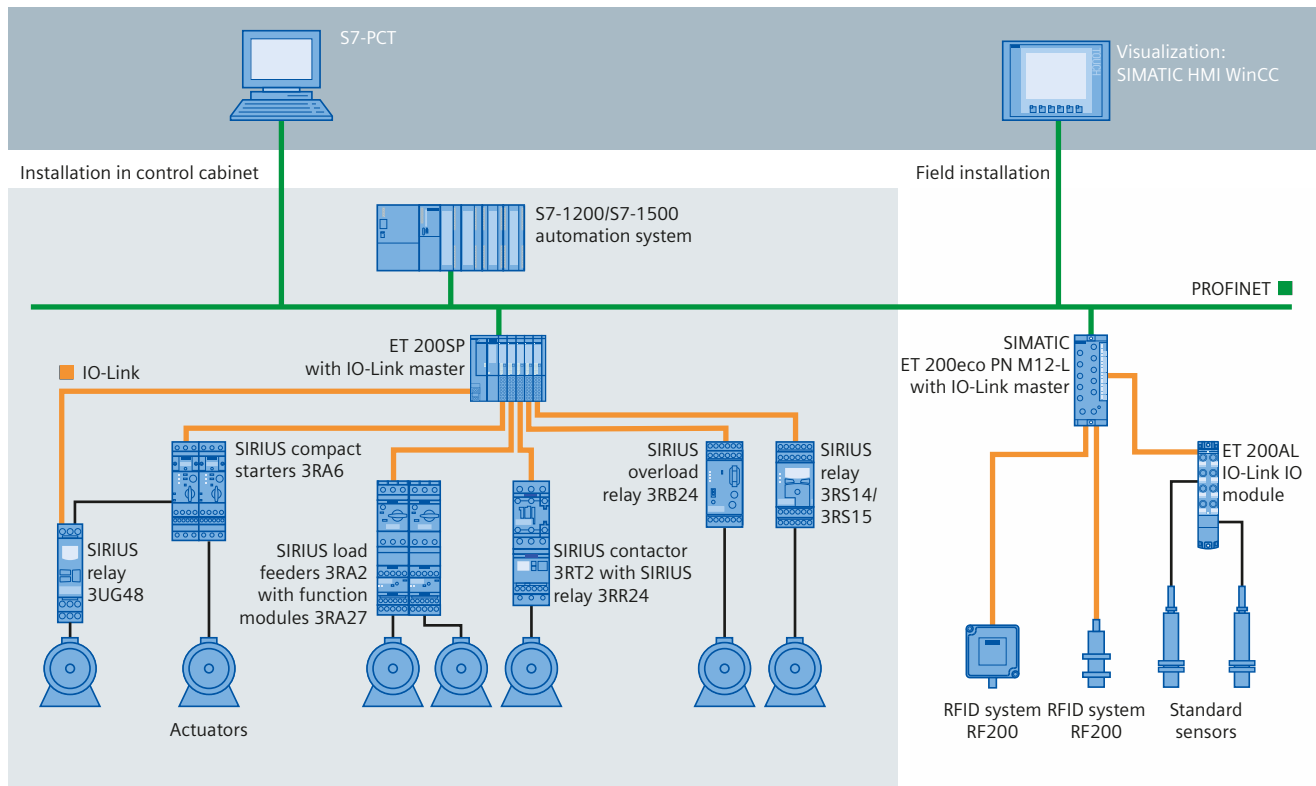 S7-PCT
Visualization:
SIMATIC HMI WinCC
TOUCH
Installation in control cabinet
Field installation
S7-1200/S7-1500
automation system
PROFINET
ET 200SP
with IO-Link master
SIMATIC
ET 200eco PN M12-L
with IO-Link master
IO-Link
SIRIUS compact
starters 3RA6
SIRIUS
overload
relay 3RB24
SIRIUS
relay
3RS14/
3RS15
ET 200AL
IO-Link IO
module
SIRIUS
relay
3UG48
SIRIUS load
feeders 3RA2
with function
modules 3RA27
SIRIUS contactor
3RT2 with SIRIUS
relay 3RR24
Actuators
RFID system
RF200
RFID system
RF200
Standard
sensors